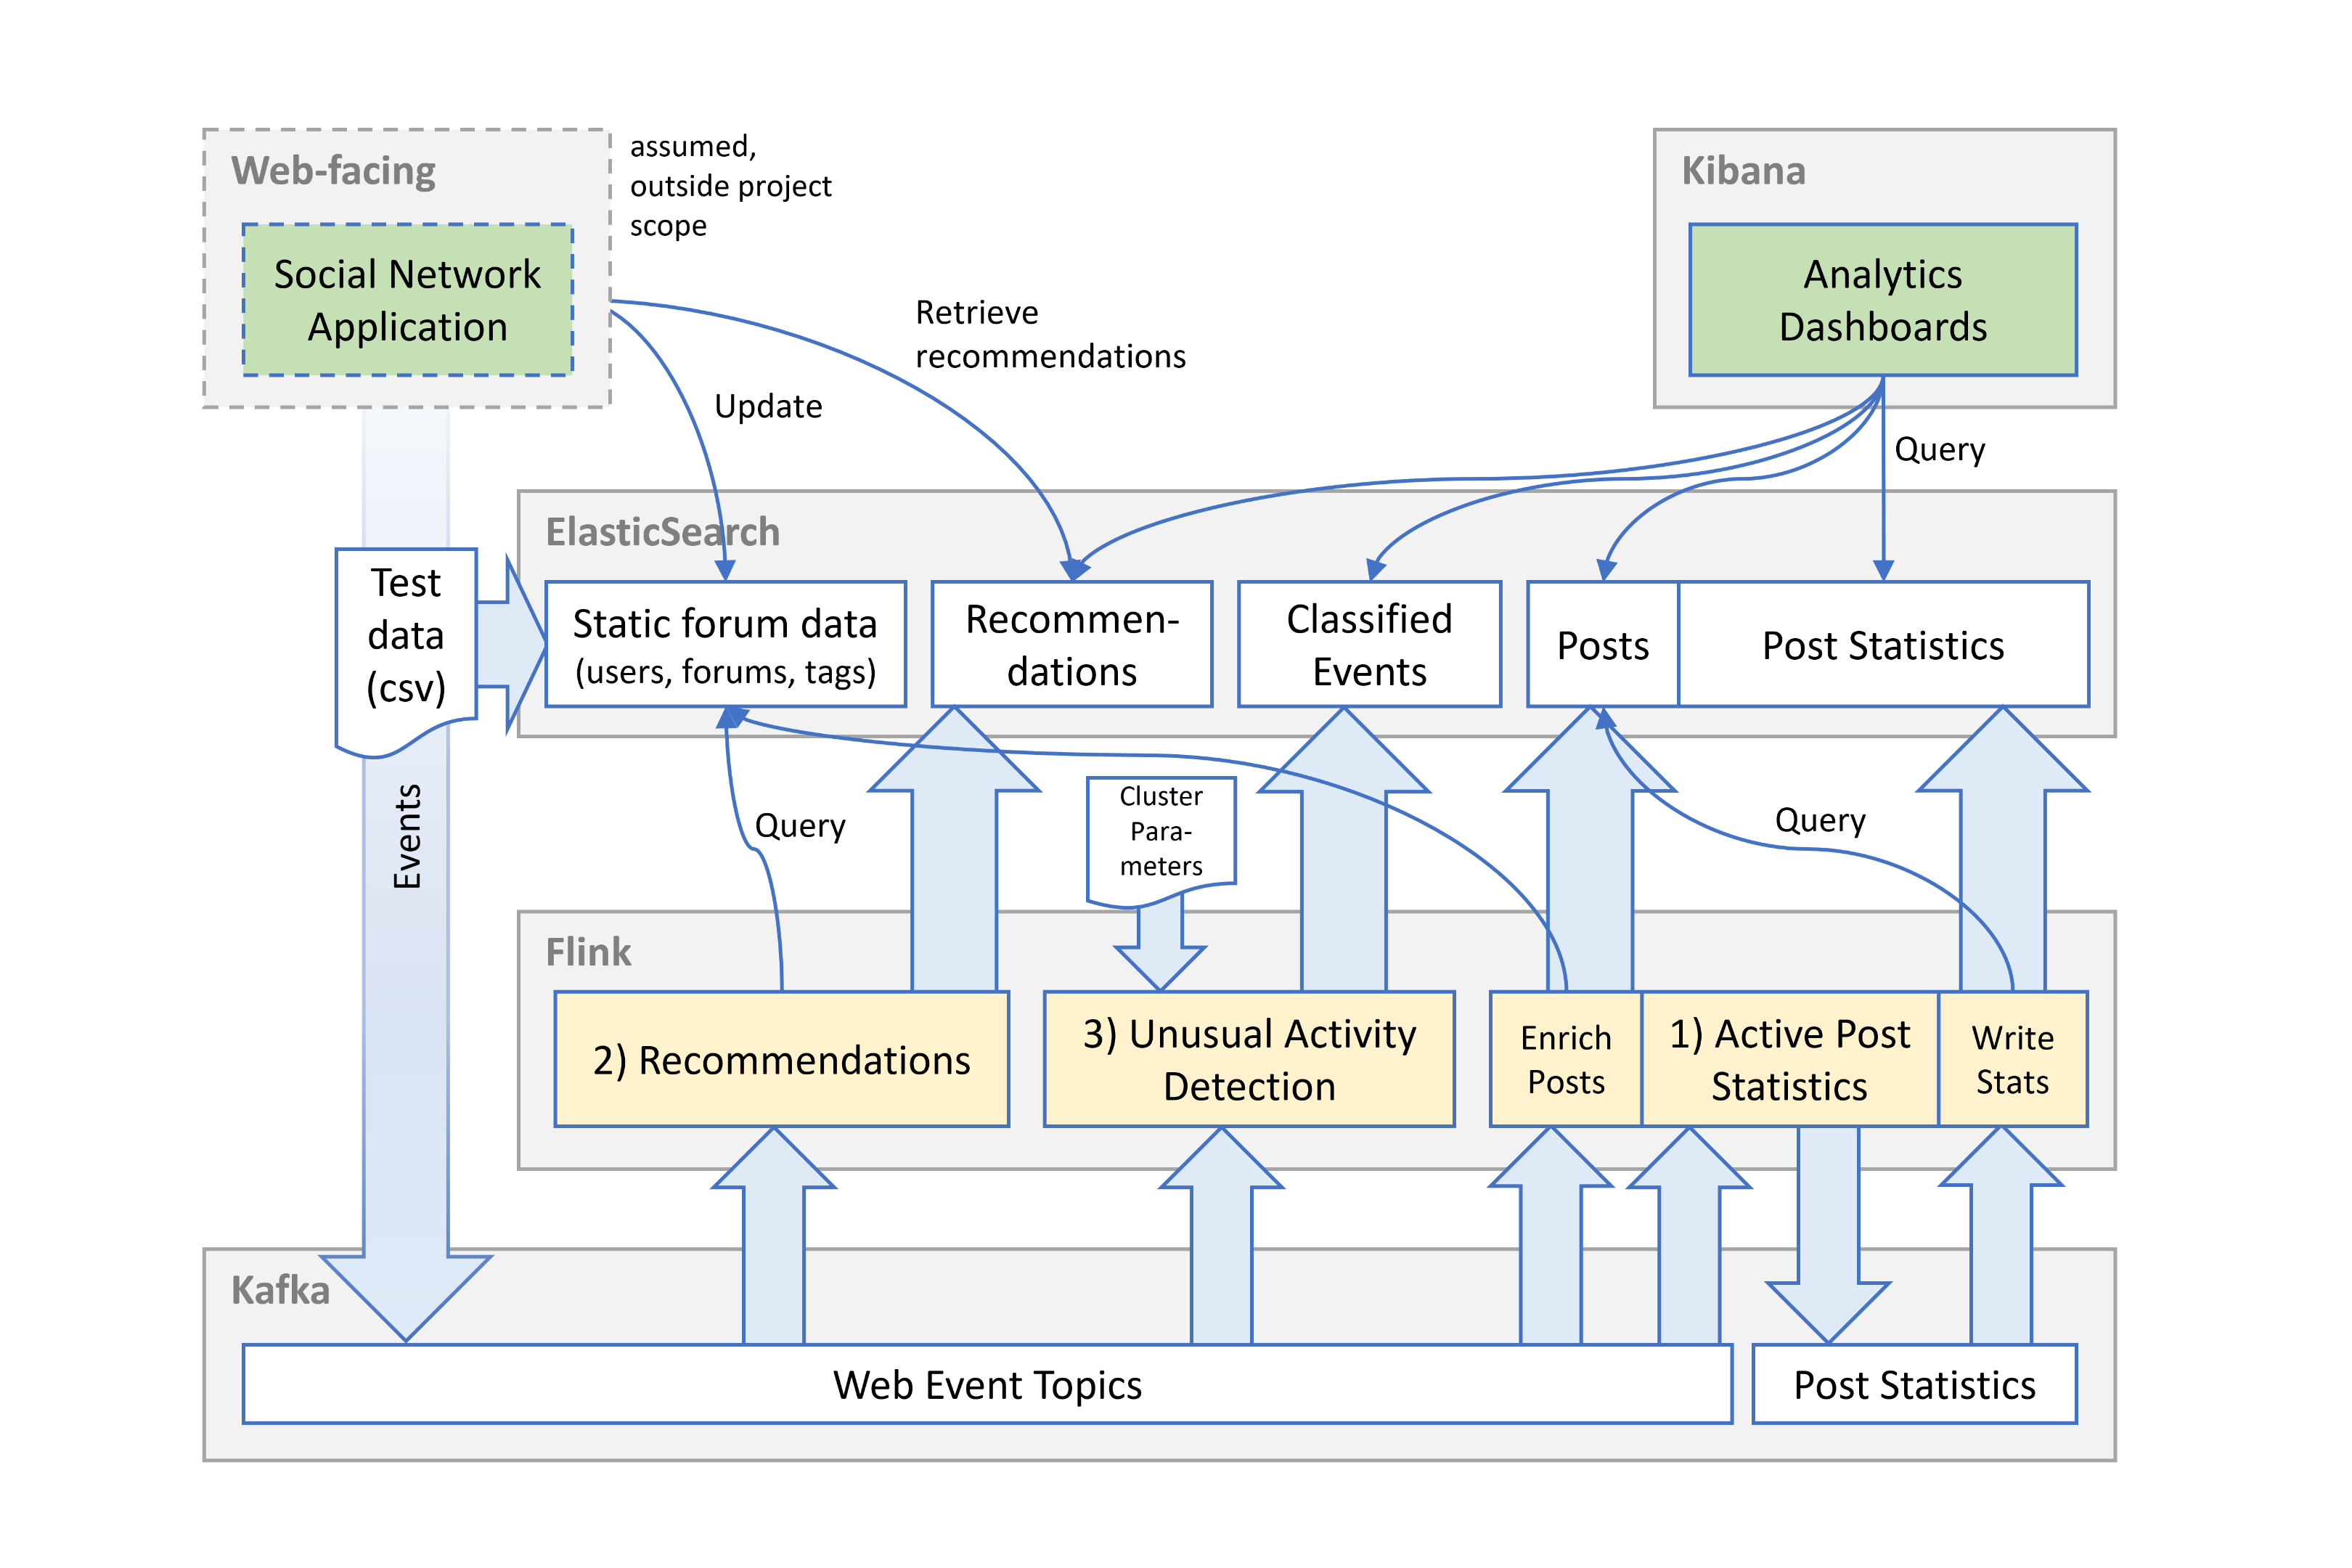 Web-facing
Social Network
Application
assumed,
outside project
scope
Kibana
Analytics
Dashboards
Retrieve
recommendations
Update
Query
ElasticSearch
Test
data
(csv)
Static forum data
(users, forums, tags)
Recommen-
dations
Classified
Events
Posts
Post Statistics
Events
Query
Cluster
Para-
meters
Query
Flink
2) Recommendations
3) Unusual Activity
Detection
Enrich
Posts
1) Active Post
Statistics
Write
Stats
Kafka
Web Event Topics
Post Statistics